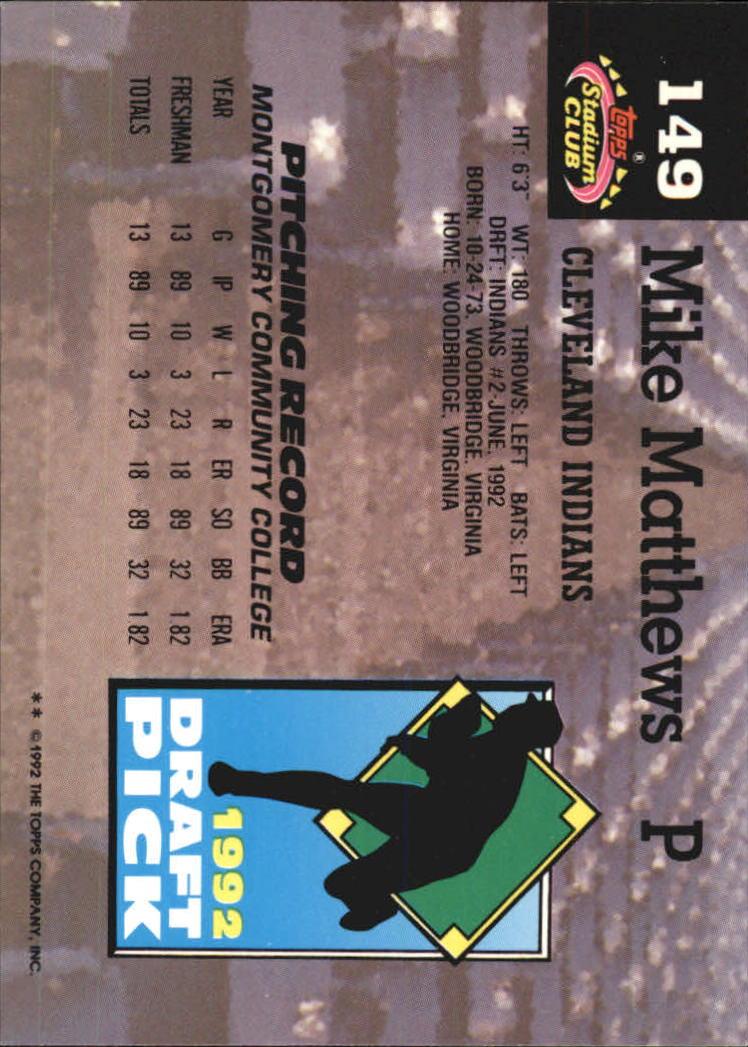 149
Mike Matthews P
topps®
Stadium
CLUB
CLEVELAND INDIANS
HT: 6'3" WT: 180 THROWS: LEFT BATS: LEFT
DRFT: INDIANS #2-JUNE, 1992
BORN: 10-24-73, WOODBRIDGE, VIRGINIA
HOME: WOODBRIDGE, VIRGINIA
PITCHING RECORD
MONTGOMERY COMMUNITY COLLEGE
YEAR G IP W L R ER SO BB ERA
FRESHMAN 13 89 10 3 23 18 89 32 1.82
TOTALS 13 89 10 3 23 18 89 32 1.82
1992
DRAFT
PICK
** ©1992 THE TOPPS COMPANY, INC.